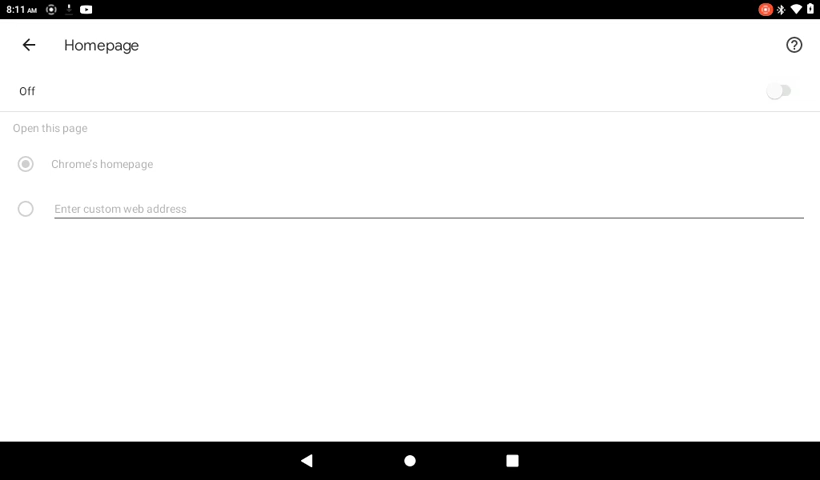 8:11 AM
Homepage
Off
Open this page
Chrome's homepage
Enter custom web address